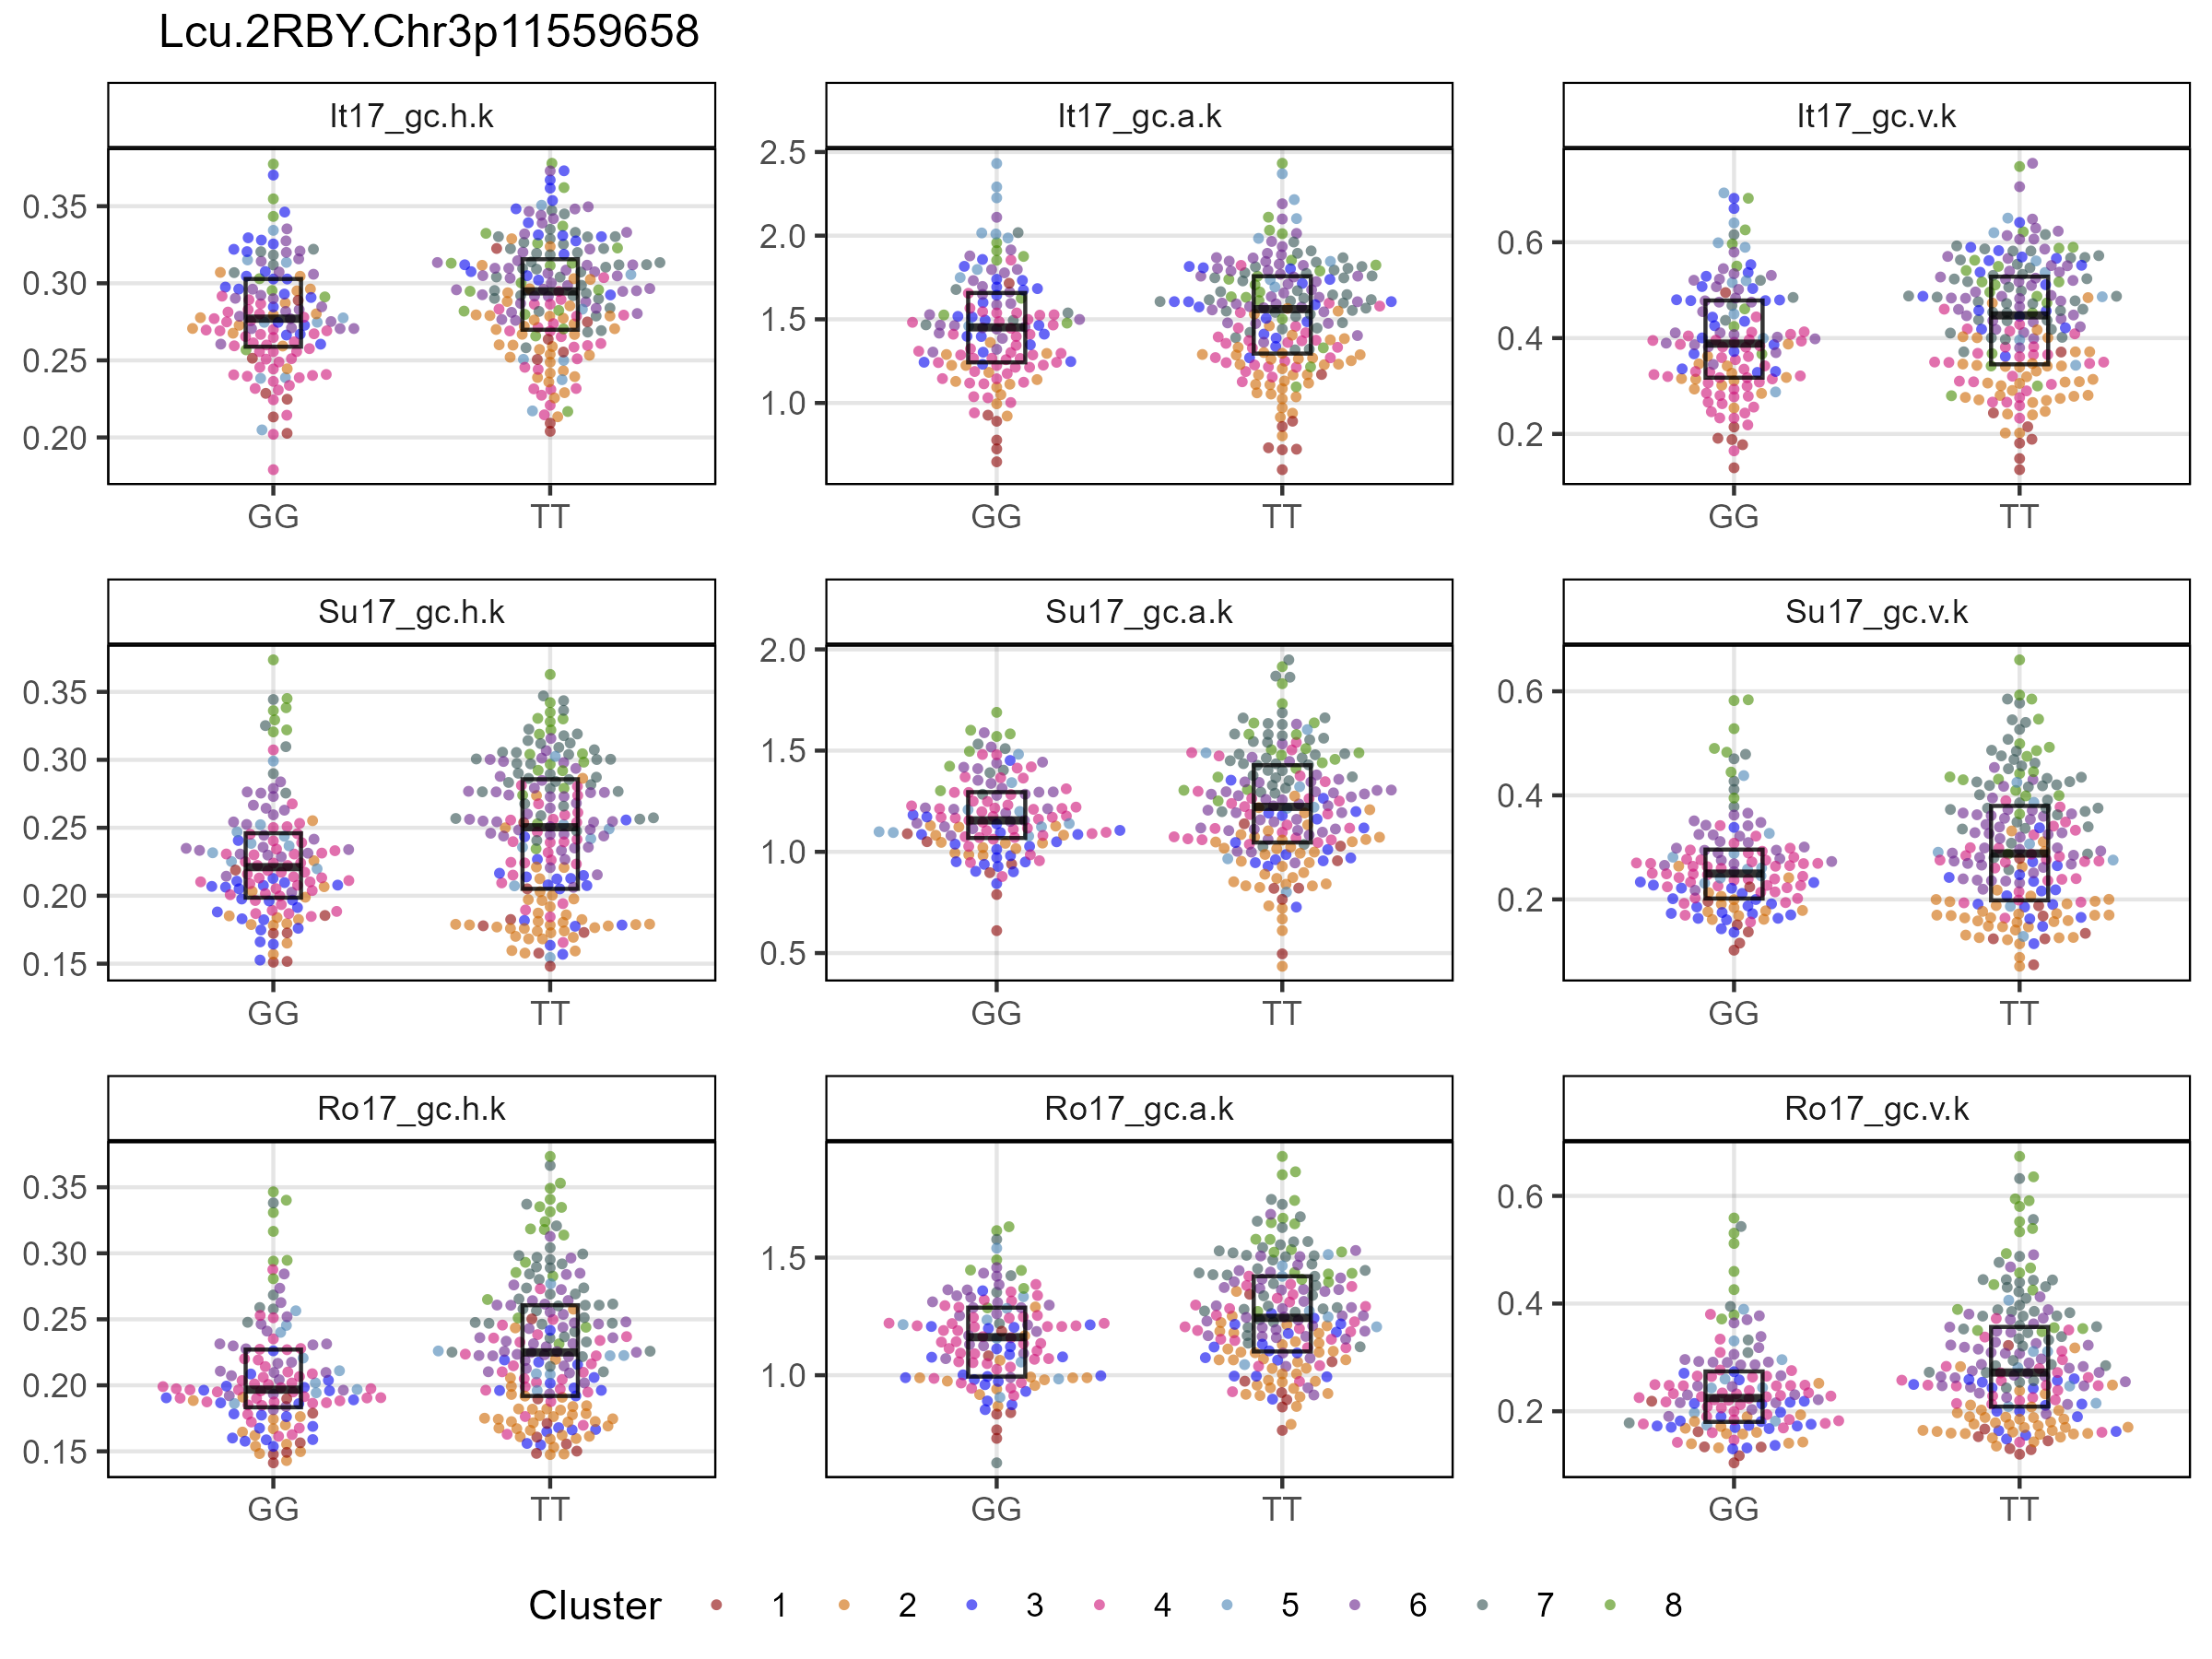 Lcu.2RBY.Chr3p11559658
It17_gc.h.k
It17_gc.a.k
It17_gc.v.k
0.35
0.30
0.25
0.20
GG
TT
2.5
2.0
1.5
1.0
GG
TT
0.6
0.4
0.2
GG
TT
Su17_gc.h.k
Su17_gc.a.k
Su17_gc.v.k
0.35
0.30
0.25
0.20
0.15
GG
TT
2.0
1.5
1.0
0.5
GG
TT
0.6
0.4
0.2
GG
TT
Ro17_gc.h.k
Ro17_gc.a.k
Ro17_gc.v.k
0.35
0.30
0.25
0.20
0.15
GG
TT
1.5
1.0
GG
TT
0.6
0.4
0.2
GG
TT
Cluster 1 2 3 4 5 6 7 8